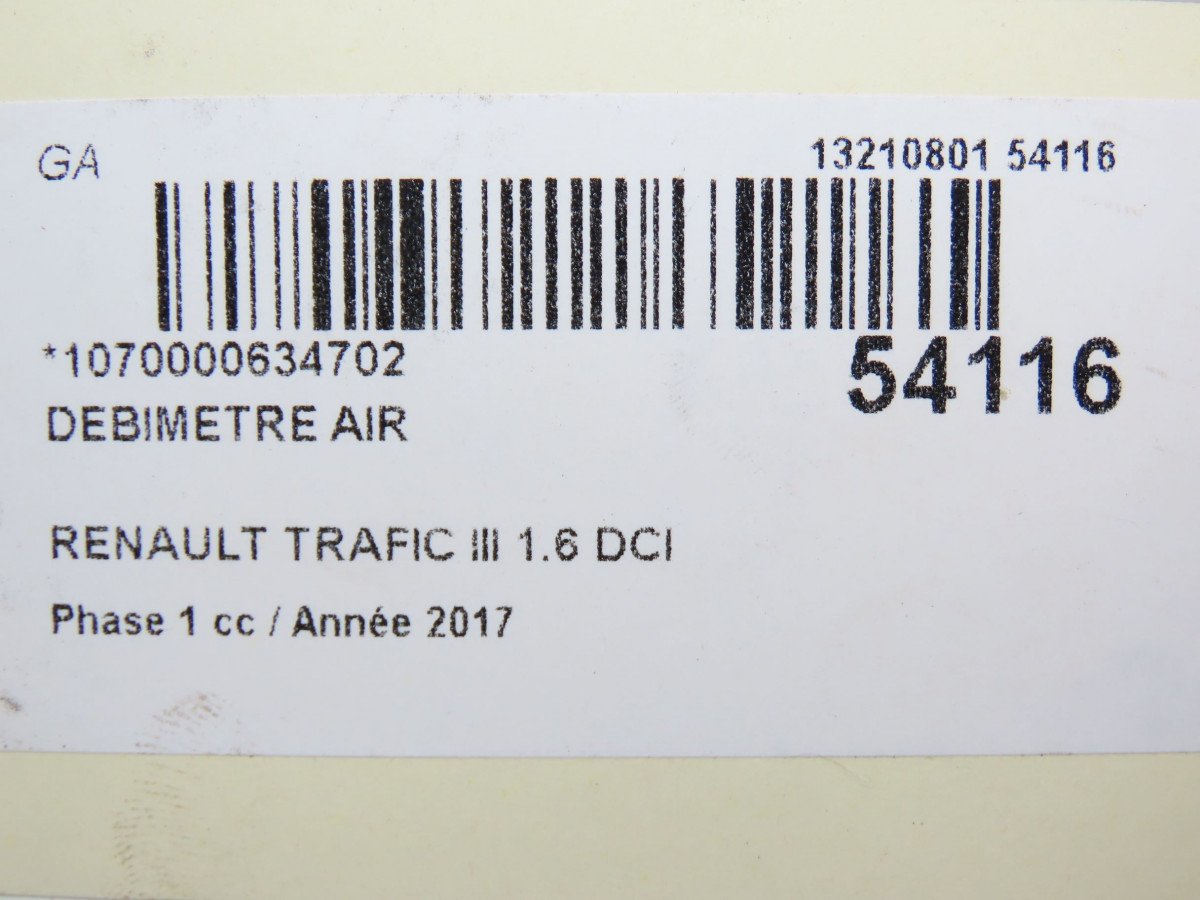 GA
13210801 54116
*1070000634702
54116
DEBIMETRE AIR
RENAULT TRAFIC III 1.6 DCI
Phase 1 cc / Année 2017